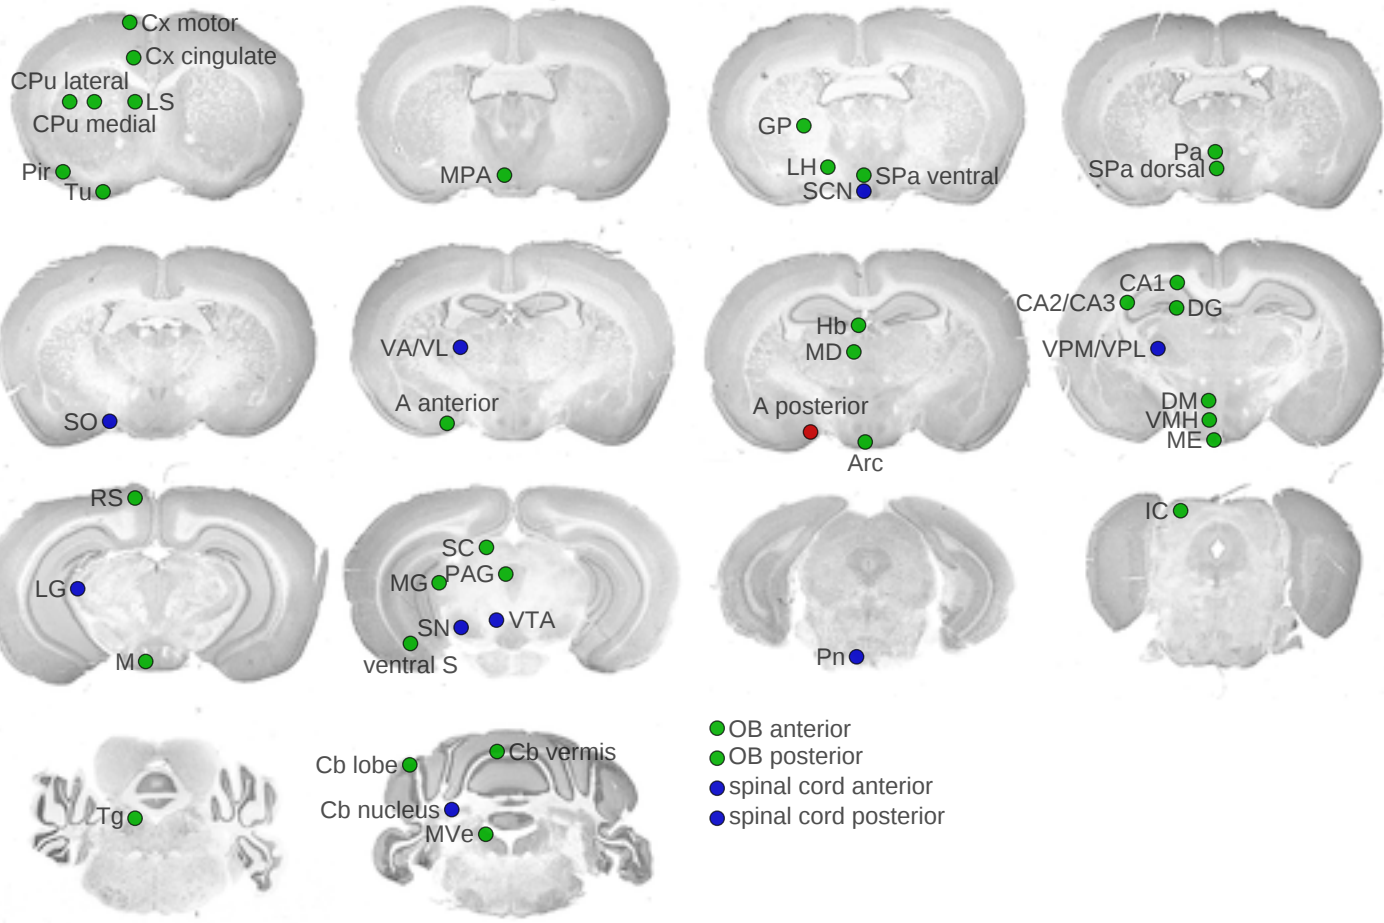 Cx motor
Cx cingulate
CPu lateral
LS
CPu medial
Pir
Tu
MPA
GP
LH
SPa ventral
SCN
Pa
SPa dorsal
SO
VA/VL
A anterior
Hb
MD
A posterior
Arc
CA1
CA2/CA3
DG
VPM/VPL
DM
VMH
ME
RS
LG
M
SC
MG
PAG
SN
VTA
ventral S
Pn
IC
Tg
Cb lobe
Cb vermis
Cb nucleus
MVe
OB anterior
OB posterior
spinal cord anterior
spinal cord posterior